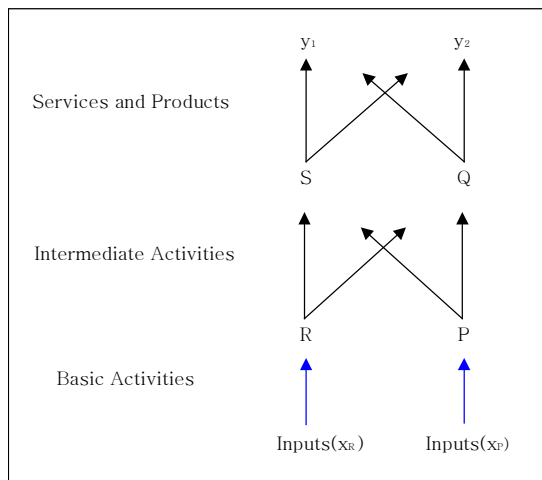 y₁ y₂
Services and Products
S Q
Intermediate Activities
R P
Basic Activities
Inputs(xR) Inputs(xP)